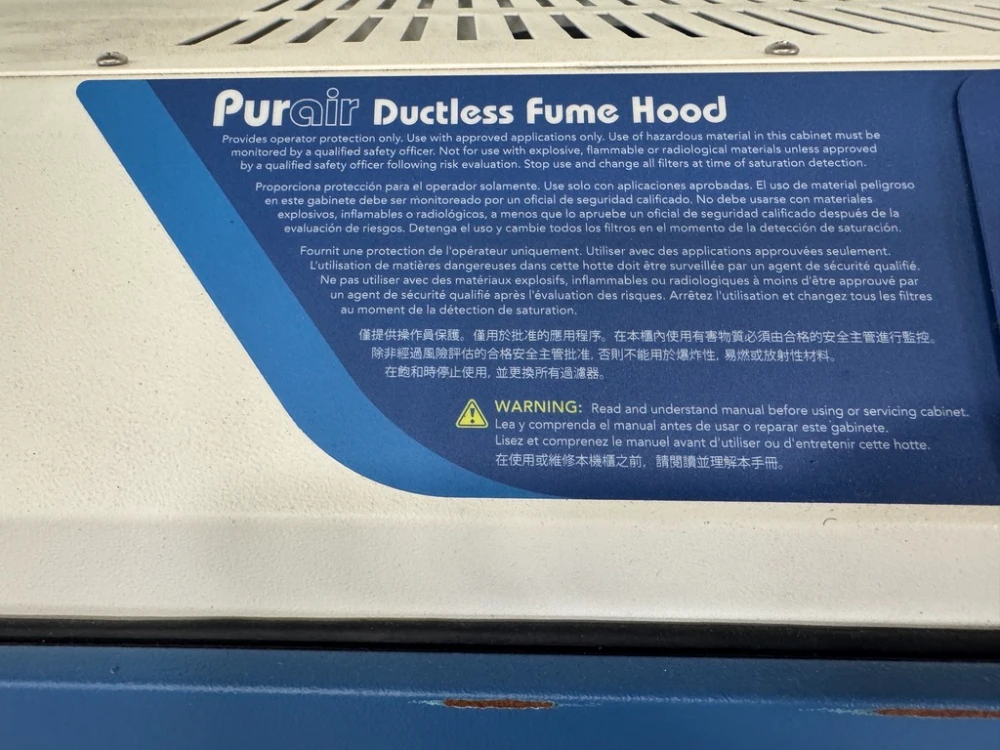 Purair Ductless Fume Hood
Provides operator protection only. Use with approved applications only. Use of hazardous material in this cabinet must be
monitored by a qualified safety officer. Not for use with explosive, flammable or radiological materials unless approved
by a qualified safety officer following risk evaluation. Stop use and change all filters at time of saturation detection.
Proporciona protección para el operador solamente. Use solo con aplicaciones aprobadas. El uso de material peligroso
en este gabinete debe ser monitoreado por un oficial de seguridad calificado. No debe usarse con materiales
explosivos, inflamables o radiológicos, a menos que lo apruebe un oficial de seguridad calificado después de la
evaluación de riesgos. Detenga el uso y cambie todos los filtros en el momento de la detección de saturación.
Fournit une protection de l'opérateur uniquement. Utiliser avec des applications approuvées seulement.
L'utilisation de matières dangereuses dans cette hotte doit être surveillée par un agent de sécurité qualifié.
Ne pas utiliser avec des matériaux explosifs, inflammables ou radiologiques à moins d'être approuvé par
un agent de sécurité qualifié après l'évaluation des risques. Arrêtez l'utilisation et changez tous les filtres
au moment de la détection de saturation.
僅提供操作員保護。僅用於批准的應用程序。在本櫃內使用有害物質必須由合格的安全主管進行監控。
除非經過風險評估的合格安全主管批准, 否則不能用於爆炸性, 易燃或放射性材料。
在飽和時停止使用, 並更換所有過濾器。
WARNING: Read and understand manual before using or servicing cabinet.
Lea y comprenda el manual antes de usar o reparar este gabinete.
Lisez et comprenez le manuel avant d'utiliser ou d'entretenir cette hotte.
在使用或維修本機櫃之前, 請閱讀並理解本手冊。